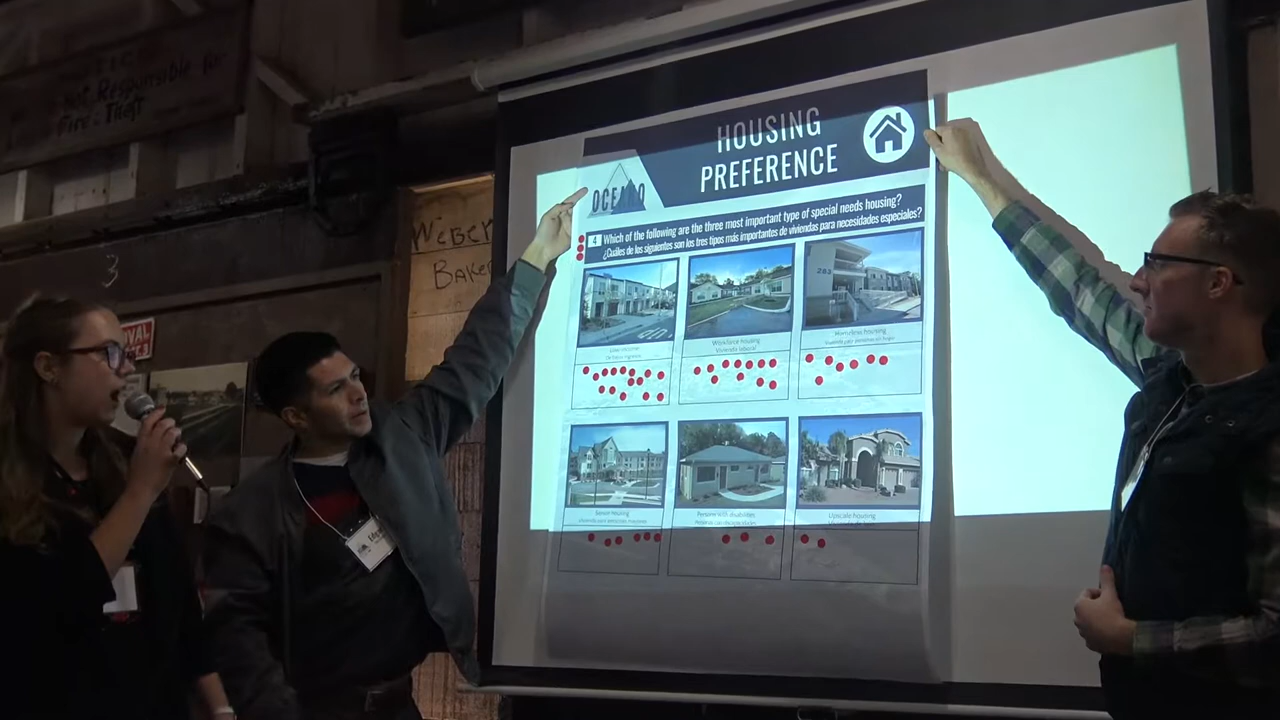 Not Responsible for
Fire & Theft
3
WEBER
BAKER
HOUSING
PREFERENCE
OCEANO
4 Which of the following are the three most important type of special needs housing?
¿Cuáles de los siguientes son los tres tipos más importantes de viviendas para necesidades especiales?
283
Workforce housing
Vivienda laboral
Homeless housing
Senior housing
Persons with disabilities
Upscale housing